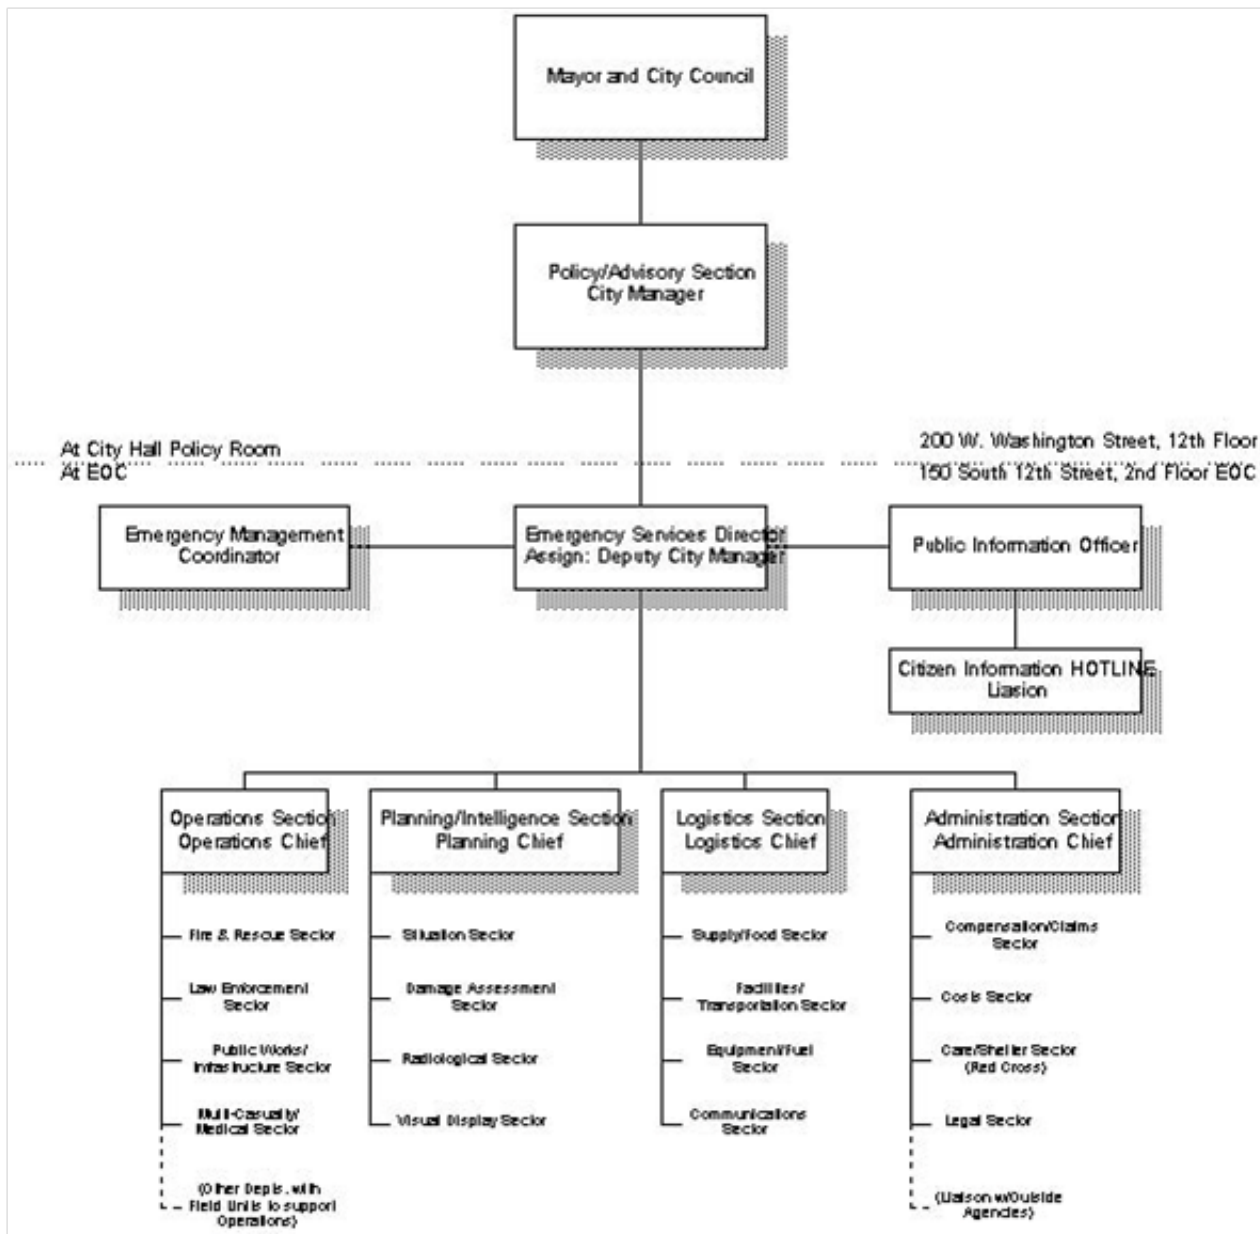 Mayor and City Council
Policy/Advisory Section
City Manager
At City Hall Policy Room
200 W. Washington Street, 12th Floor
At EOC
150 South 12th Street, 2nd Floor EOC
Emergency Management
Coordinator
Emergency Services Director
Assign: Deputy City Manager
Public Information Officer
Citizen Information HOTLINE
Liasion
Operations Section
Operations Chief
Planning/Intelligence Section
Planning Chief
Logistics Section
Logistics Chief
Administration Section
Administration Chief
Fire & Rescue Sector
Law Enforcement
Sector
Public Works/
Infrastructure Sector
Multi-Casualty/
Medical Sector
(Other Depts. with
Field Units to support
Operations)
Situation Sector
Damage Assessment
Sector
Radiological Sector
Visual Display Sector
Supply/Food Sector
Facilities/
Transportation Sector
Equipment/Fuel
Sector
Communications
Sector
Compensation/Claims
Sector
Costs Sector
Care/Shelter Sector
(Red Cross)
Legal Sector
(Liaison w/Outside
Agencies)